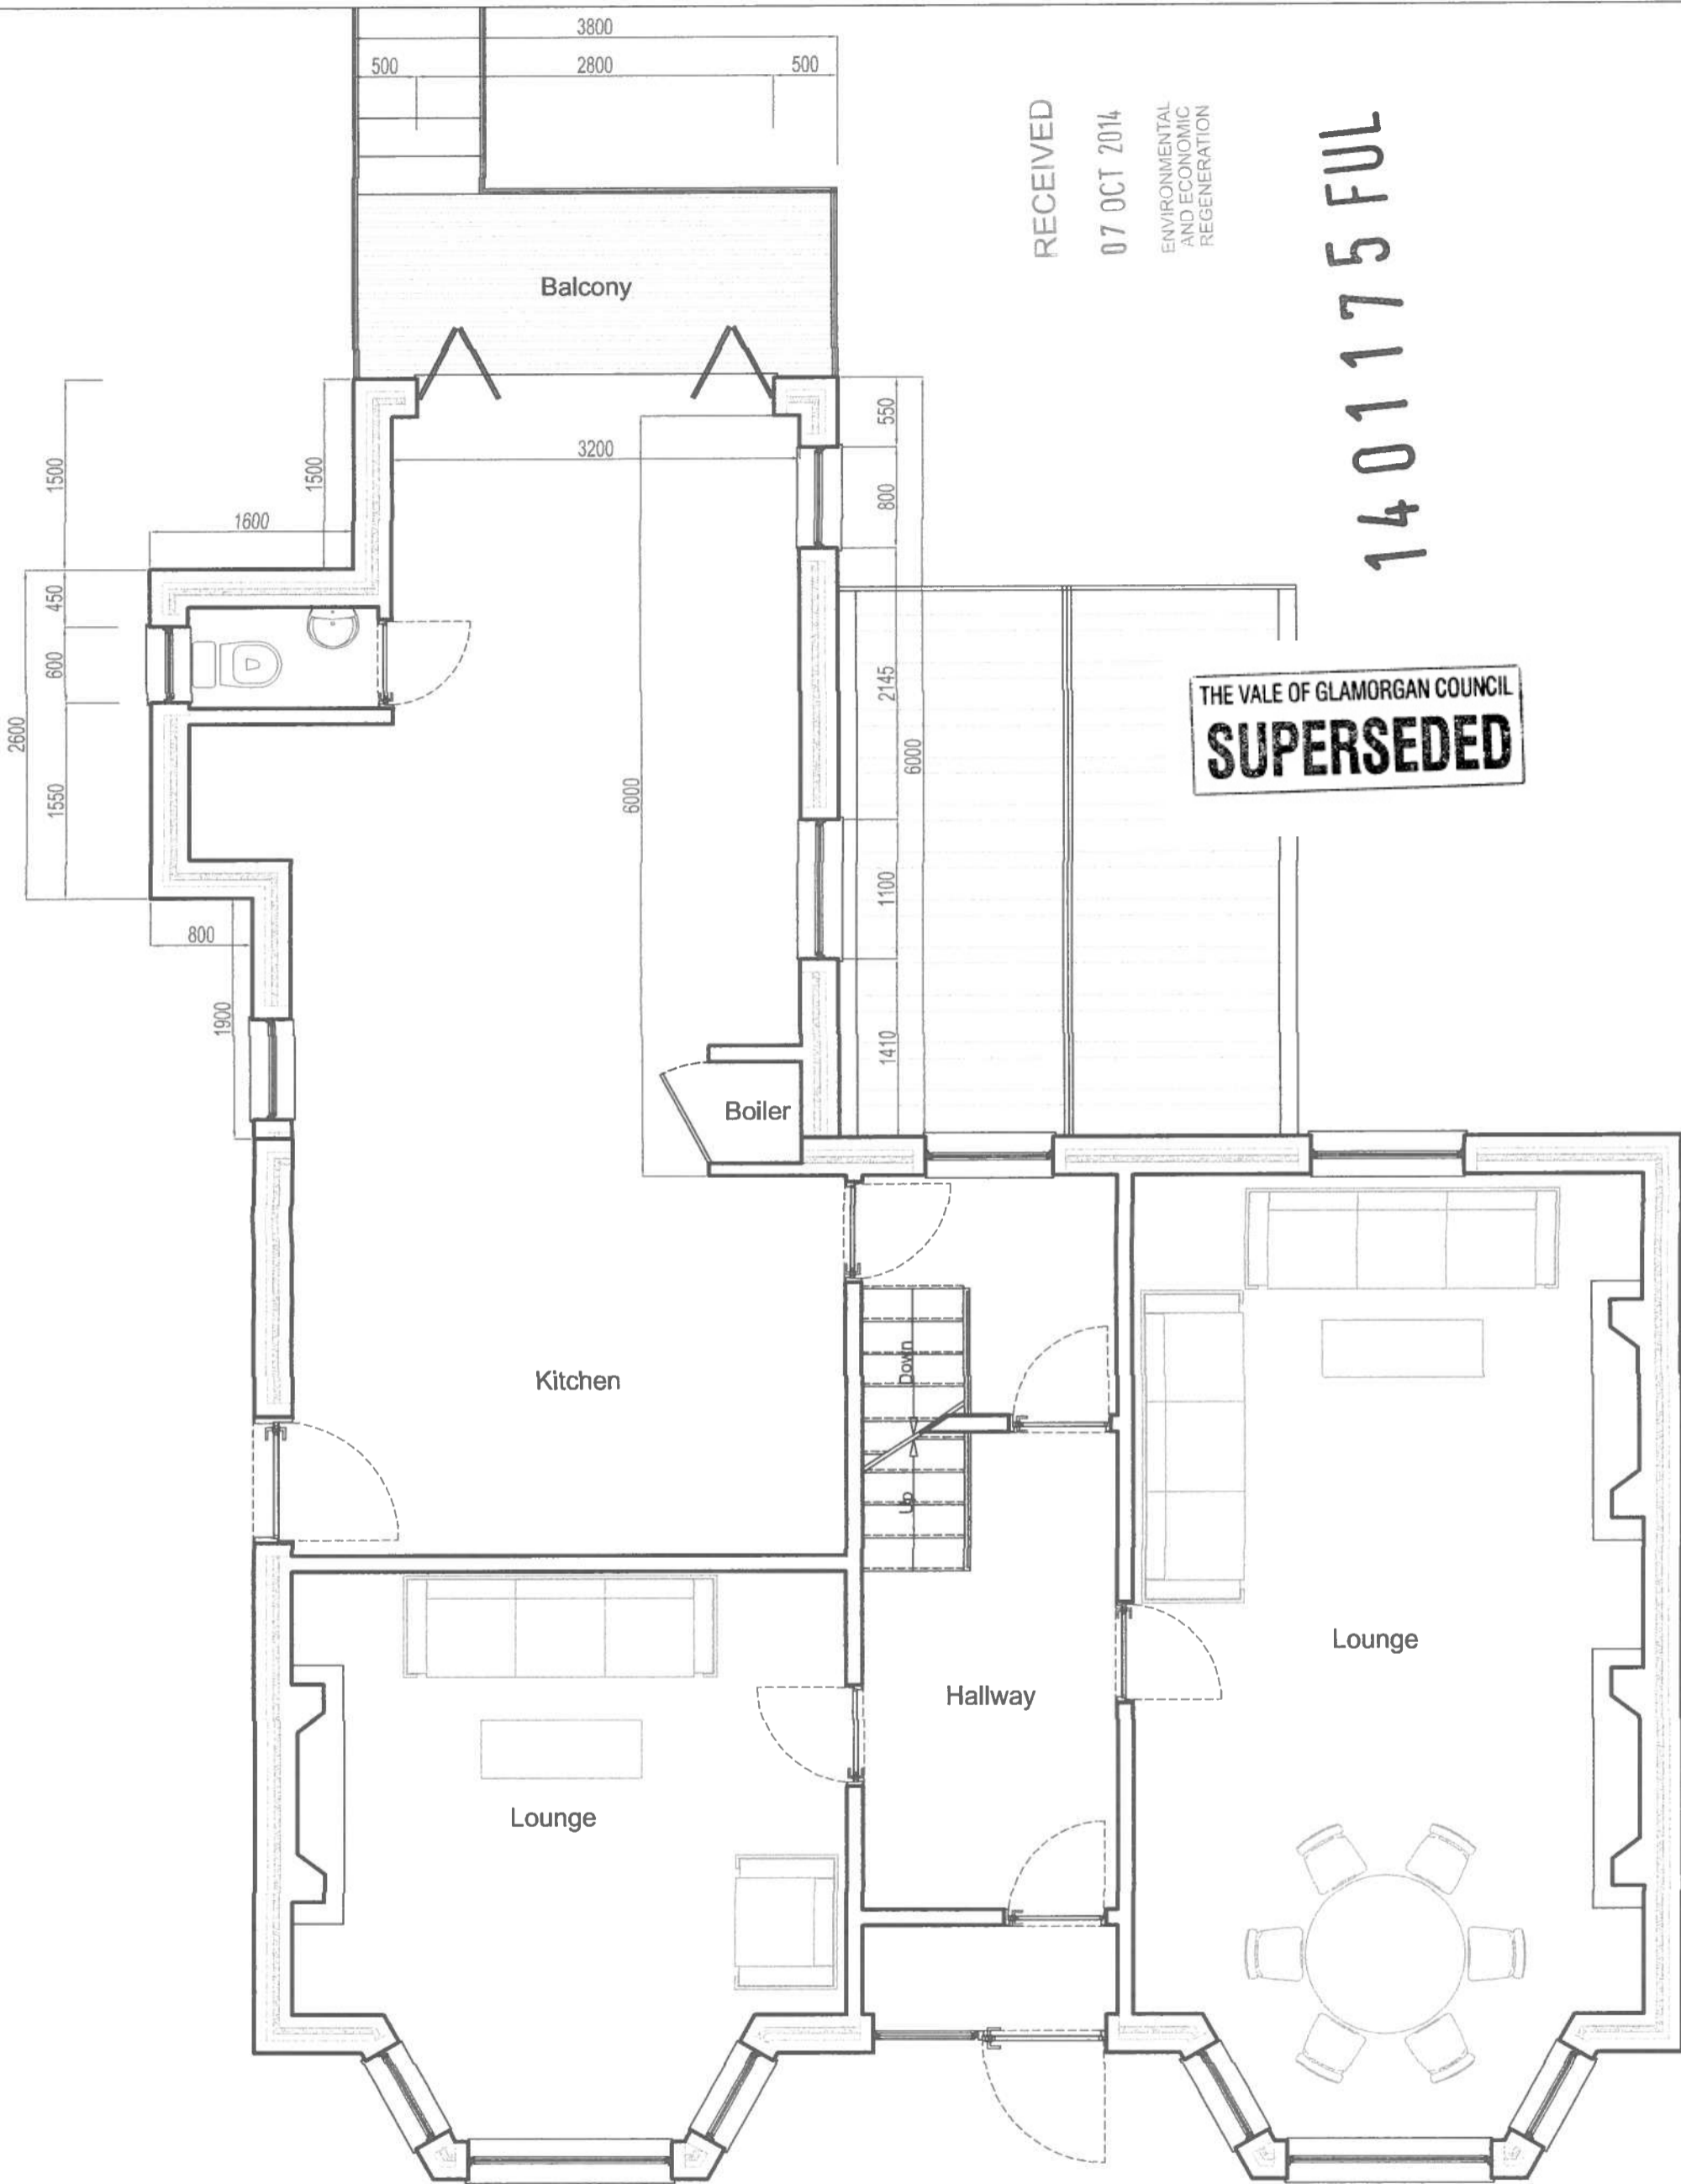 3800
500
2800
500
RECEIVED
07 OCT 2014
ENVIRONMENTAL
AND ECONOMIC
REGENERATION
1401175FUL
Balcony
1500
1500
3200
550
800
1600
450
600
1550
2600
2145
6000
6000
THE VALE OF GLAMORGAN COUNCIL
SUPERSEDED
1100
800
1900
1410
Boiler
Down
Kitchen
Up
Lounge
Hallway
Lounge